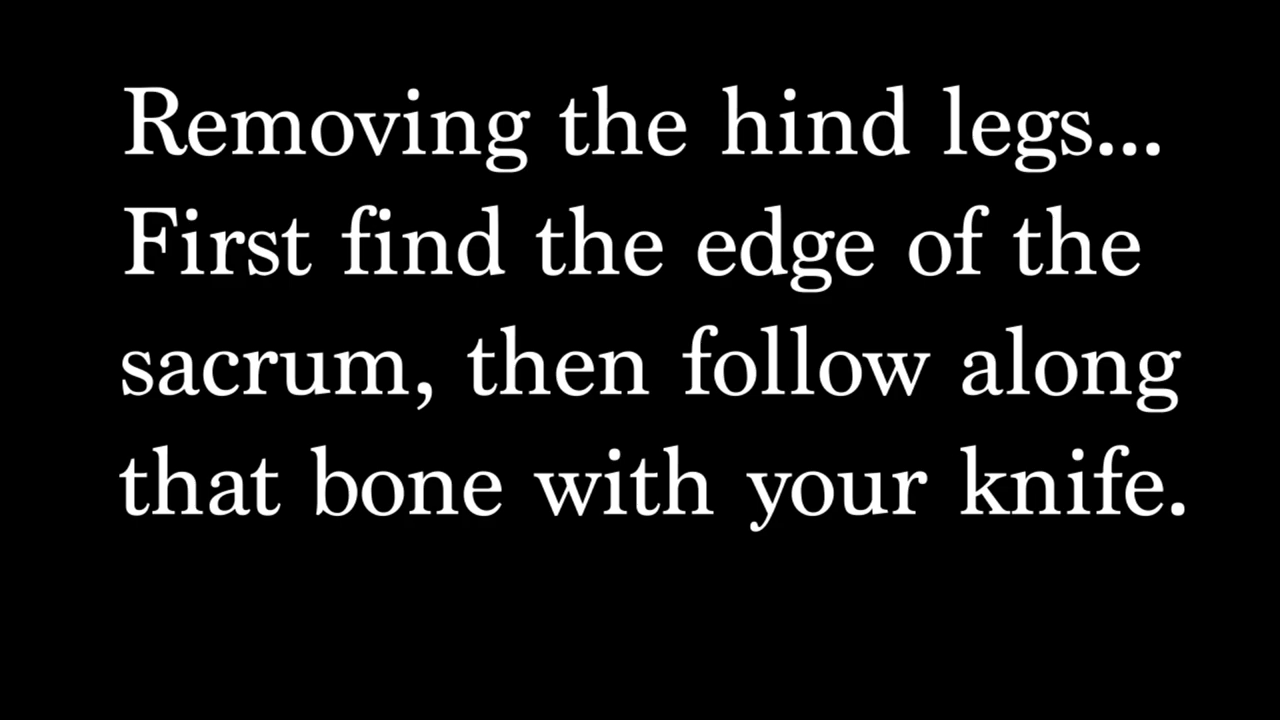 Removing the hind legs...
First find the edge of the
sacrum, then follow along
that bone with your knife.